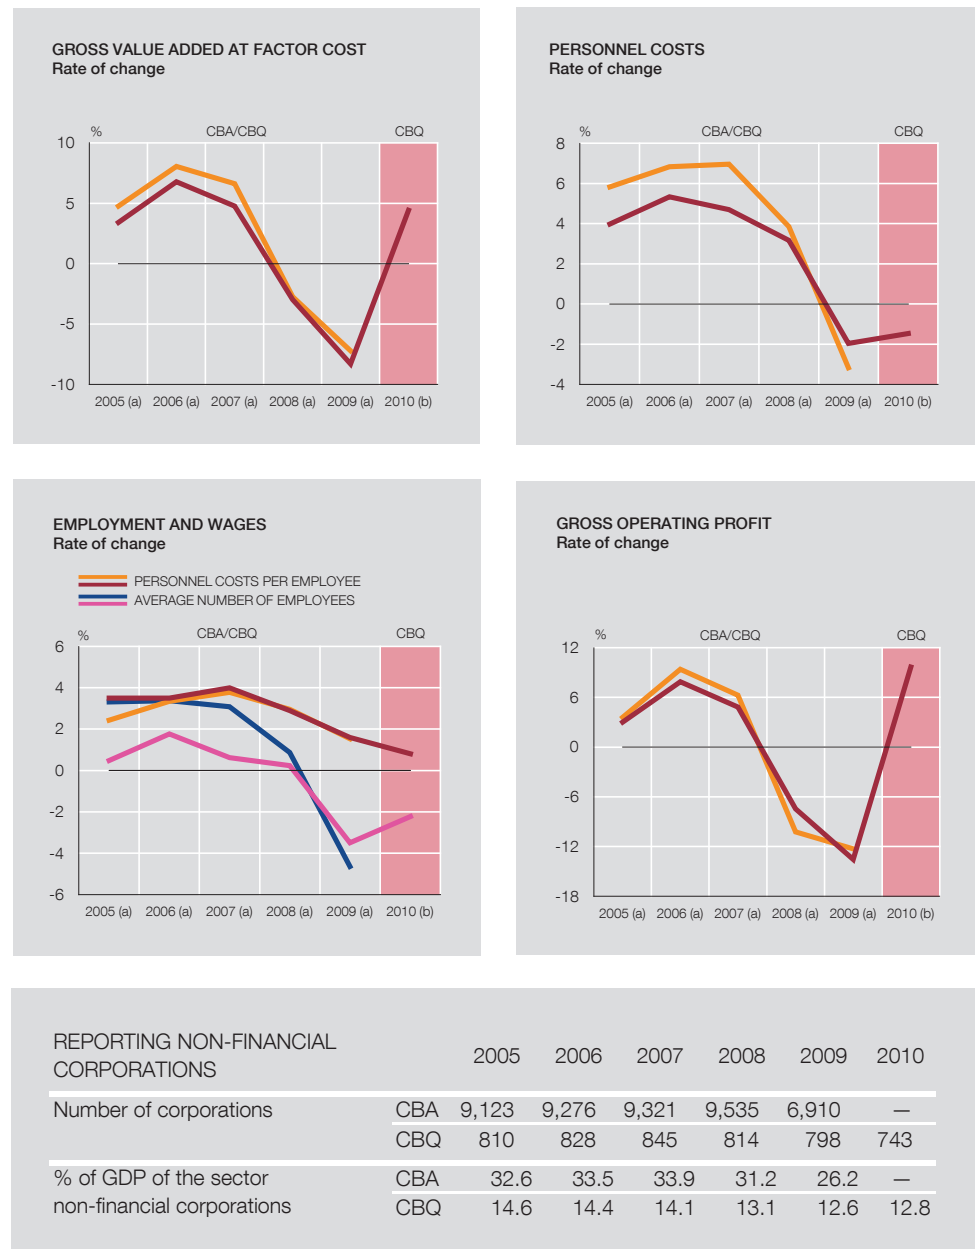 GROSS VALUE ADDED AT FACTOR COST
Rate of change
% CBA/CBQ CBQ
10
5
0
-5
-10
2005 (a) 2006 (a) 2007 (a) 2008 (a) 2009 (a) 2010 (b)
PERSONNEL COSTS
Rate of change
% CBA/CBQ CBQ
8
6
4
2
0
-2
-4
2005 (a) 2006 (a) 2007 (a) 2008 (a) 2009 (a) 2010 (b)
EMPLOYMENT AND WAGES
Rate of change
PERSONNEL COSTS PER EMPLOYEE
AVERAGE NUMBER OF EMPLOYEES
% CBA/CBQ CBQ
6
4
2
0
-2
-4
-6
2005 (a) 2006 (a) 2007 (a) 2008 (a) 2009 (a) 2010 (b)
GROSS OPERATING PROFIT
Rate of change
% CBA/CBQ CBQ
12
6
0
-6
-12
-18
2005 (a) 2006 (a) 2007 (a) 2008 (a) 2009 (a) 2010 (b)
REPORTING NON-FINANCIAL
CORPORATIONS
2005 2006 2007 2008 2009 2010
Number of corporations CBA 9,123 9,276 9,321 9,535 6,910 —
CBQ 810 828 845 814 798 743
% of GDP of the sector CBA 32.6 33.5 33.9 31.2 26.2 —
non-financial corporations CBQ 14.6 14.4 14.1 13.1 12.6 12.8